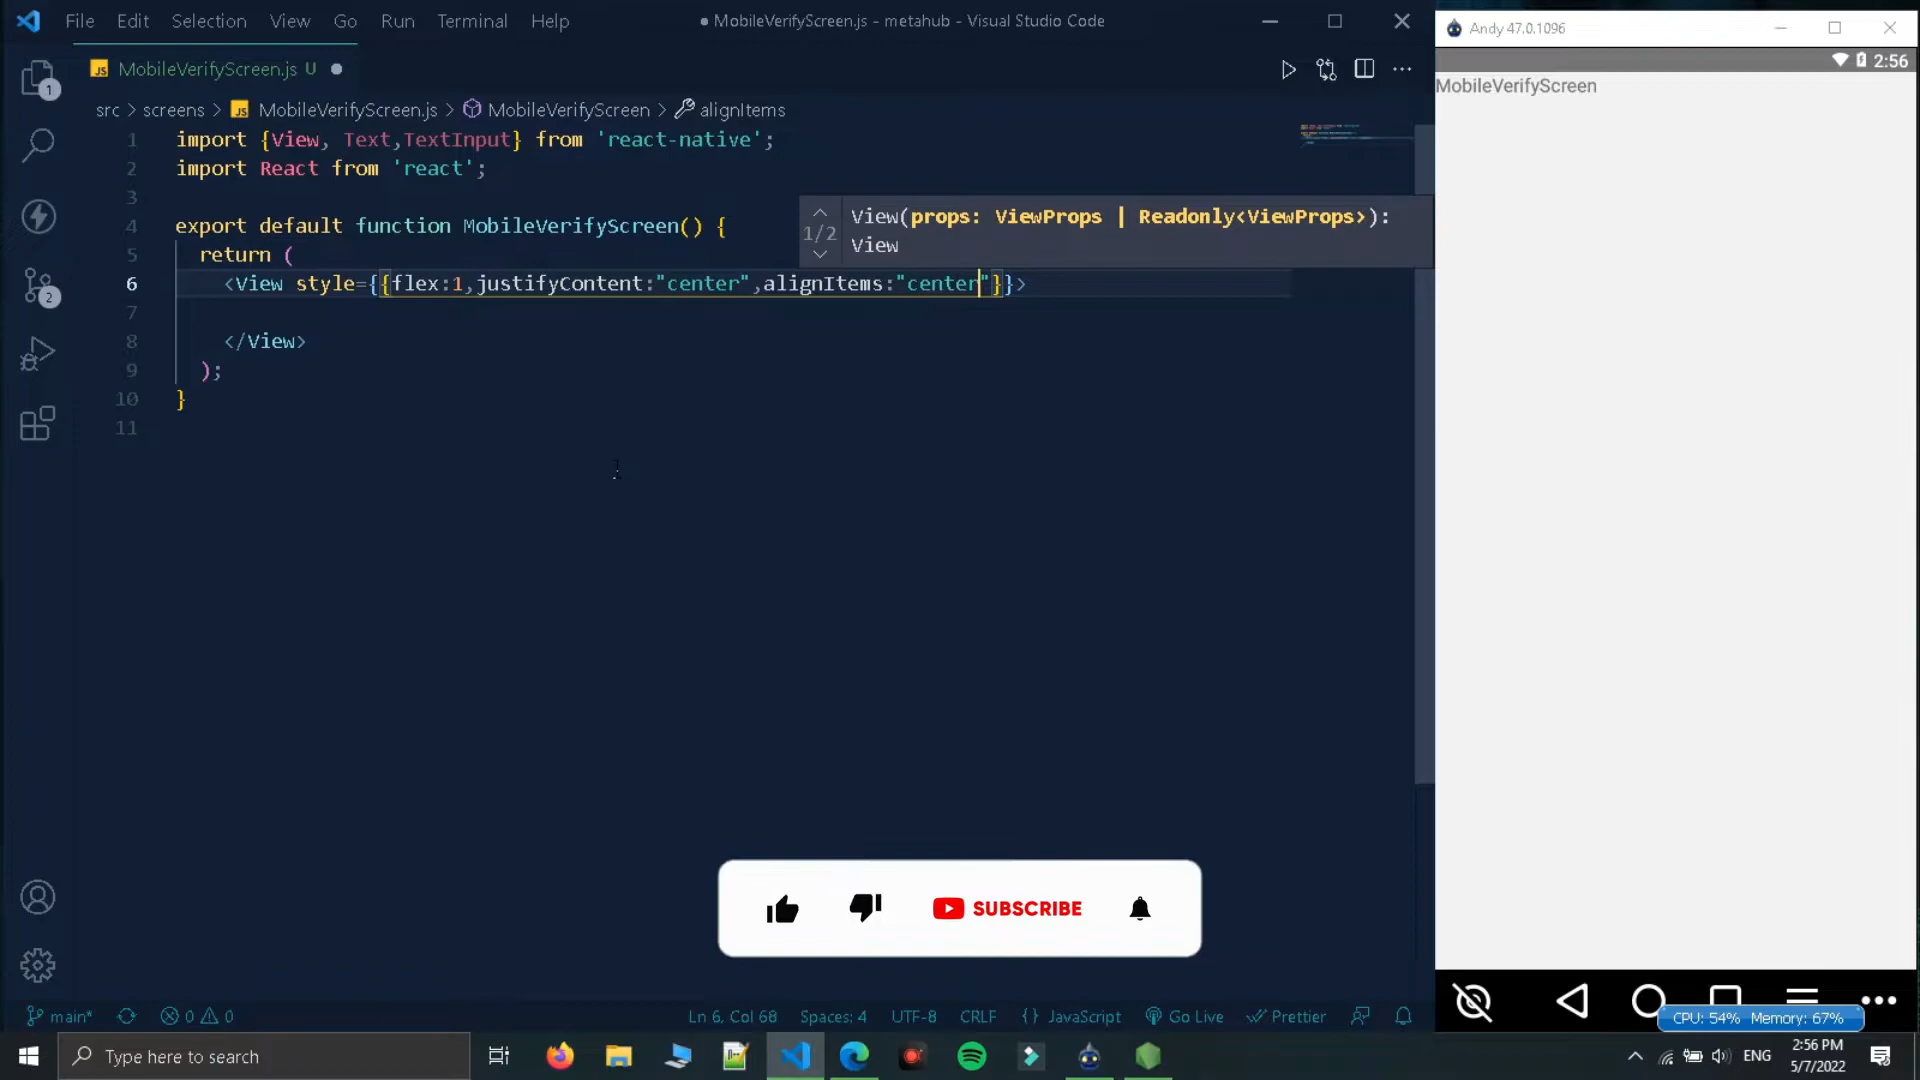 File Edit Selection View Go Run Terminal Help
● MobileVerifyScreen.js - metahub - Visual Studio Code
Andy 47.0.1096
JS MobileVerifyScreen.js U
2:56
MobileVerifyScreen
src > screens > JS MobileVerifyScreen.js > MobileVerifyScreen > alignItems
1 import {View, Text,TextInput} from 'react-native';
2 import React from 'react';
3
4 export default function MobileVerifyScreen() {
5 return (
6 <View style={{flex:1,justifyContent:"center",alignItems:"center"}}>
7
8 </View>
9 );
10 }
11
1/2
View(props: ViewProps | Readonly<ViewProps>):
View
1
2
SUBSCRIBE
main* 0 0
Ln 6, Col 68 Spaces: 4 UTF-8 CRLF {} JavaScript Go Live Prettier
CPU: 54% Memory: 67%
Type here to search
ENG
2:56 PM
5/7/2022